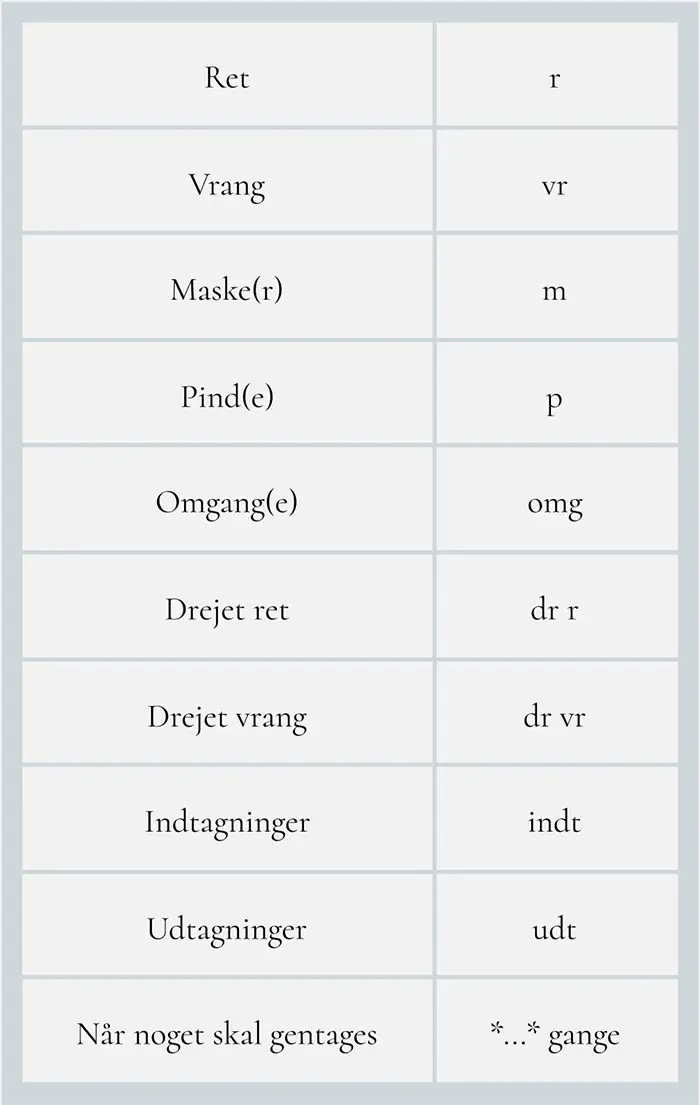 Ret r
Vrang vr
Maske(r) m
Pind(e) p
Omgang(e) omg
Drejet ret dr r
Drejet vrang dr vr
Indtagninger indt
Udtagninger udt
Når noget skal gentages *...* gange